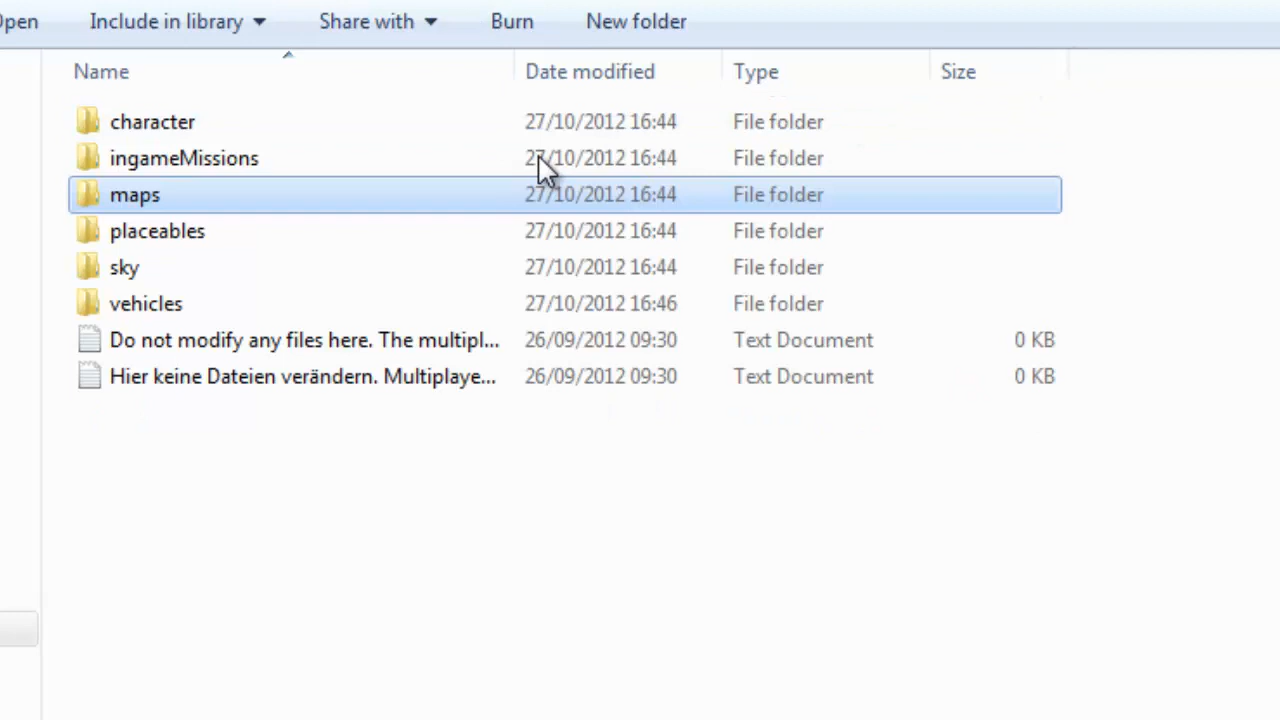 Open Include in library Share with Burn New folder
Name Date modified Type Size
character 27/10/2012 16:44 File folder
ingameMissions 27/10/2012 16:44 File folder
maps 27/10/2012 16:44 File folder
placeables 27/10/2012 16:44 File folder
sky 27/10/2012 16:44 File folder
vehicles 27/10/2012 16:46 File folder
Do not modify any files here. The multipl... 26/09/2012 09:30 Text Document 0 KB
Hier keine Dateien verändern. Multiplaye... 26/09/2012 09:30 Text Document 0 KB